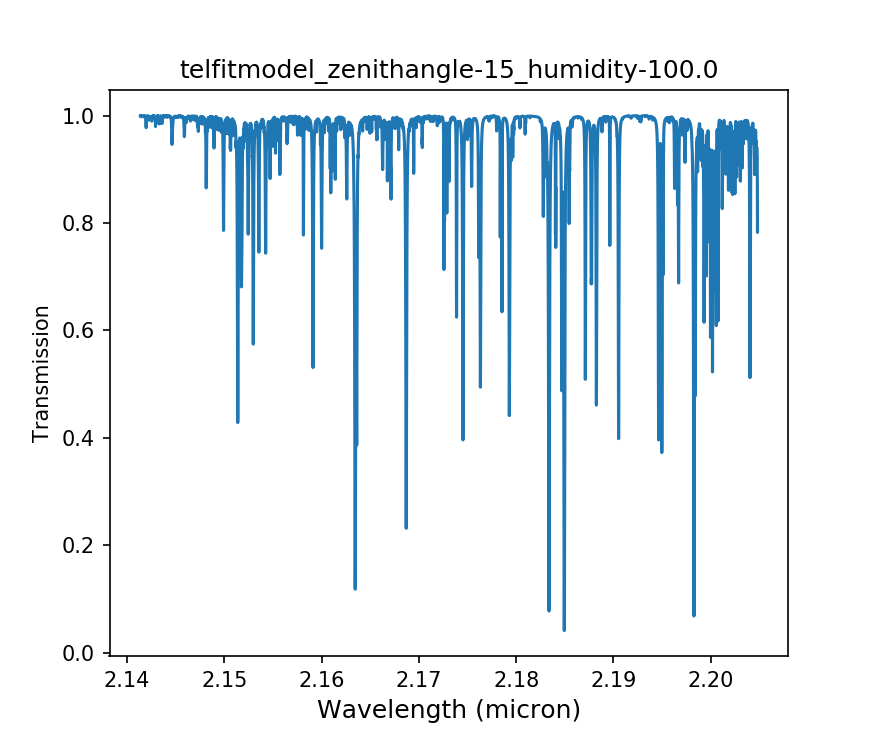 telfitmodel_zenithangle-15_humidity-100.0
1.0
0.8
0.6
0.4
0.2
0.0
Transmission
2.14 2.15 2.16 2.17 2.18 2.19 2.20
Wavelength (micron)